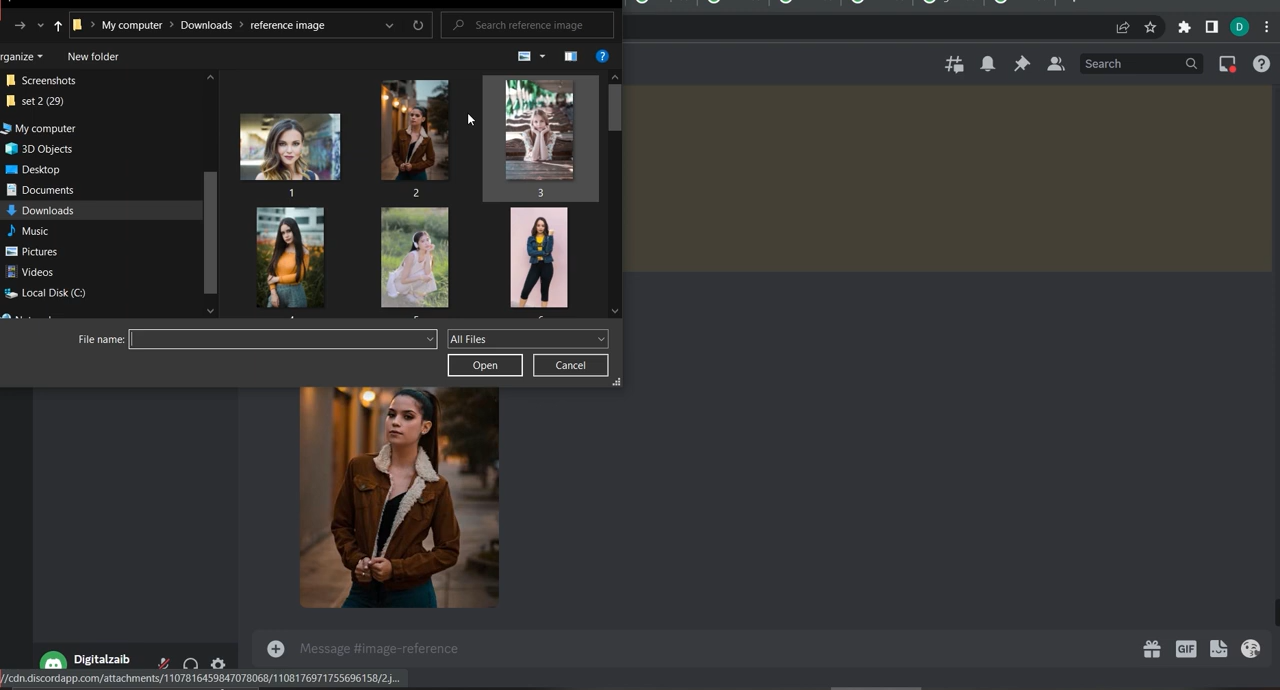 My computer > Downloads > reference image
Search reference image
rganize
New folder
Screenshots
set 2 (29)
My computer
3D Objects
Desktop
Documents
Downloads
Music
Pictures
Videos
Local Disk (C:)
1
2
3
File name:
All Files
Open
Cancel
D
Search
Digitalzaib
Message #image-reference
GIF
//cdn.discordapp.com/attachments/1107816459847078068/1108176971755696158/2.j...